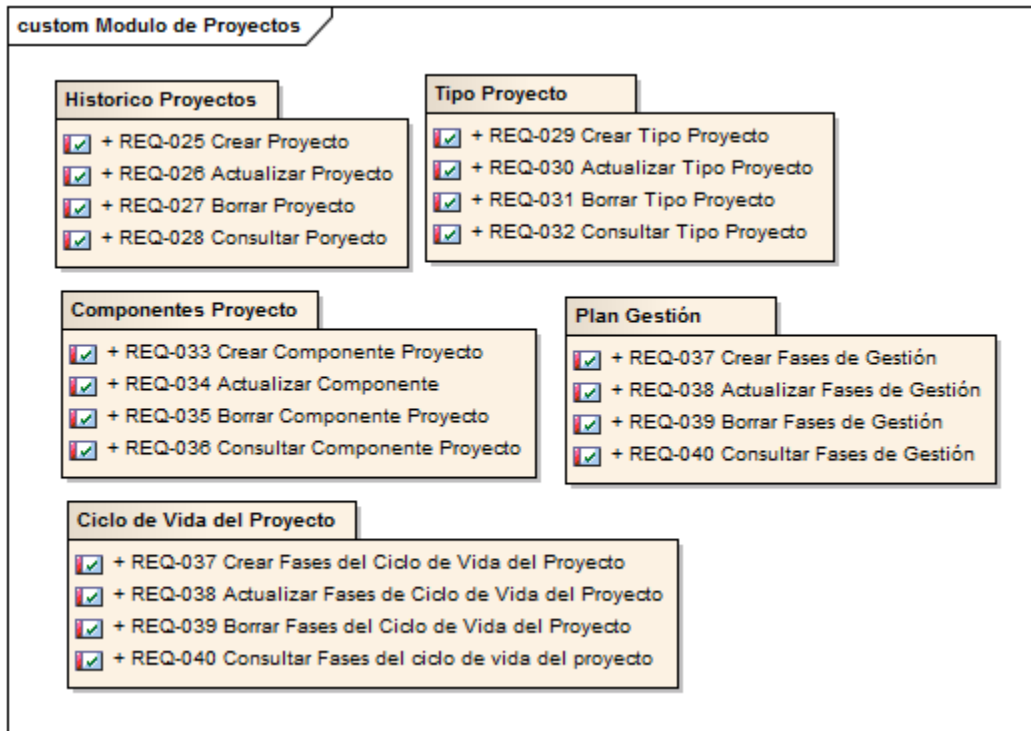 custom Modulo de Proyectos
Historico Proyectos
+ REQ-025 Crear Proyecto
+ REQ-026 Actualizar Proyecto
+ REQ-027 Borrar Proyecto
+ REQ-028 Consultar Poryecto
Tipo Proyecto
+ REQ-029 Crear Tipo Proyecto
+ REQ-030 Actualizar Tipo Proyecto
+ REQ-031 Borrar Tipo Proyecto
+ REQ-032 Consultar Tipo Proyecto
Componentes Proyecto
+ REQ-033 Crear Componente Proyecto
+ REQ-034 Actualizar Componente
+ REQ-035 Borrar Componente Proyecto
+ REQ-036 Consultar Componente Proyecto
Plan Gestión
+ REQ-037 Crear Fases de Gestión
+ REQ-038 Actualizar Fases de Gestión
+ REQ-039 Borrar Fases de Gestión
+ REQ-040 Consultar Fases de Gestión
Ciclo de Vida del Proyecto
+ REQ-037 Crear Fases del Ciclo de Vida del Proyecto
+ REQ-038 Actualizar Fases de Ciclo de Vida del Proyecto
+ REQ-039 Borrar Fases del Ciclo de Vida del Proyecto
+ REQ-040 Consultar Fases del ciclo de vida del proyecto